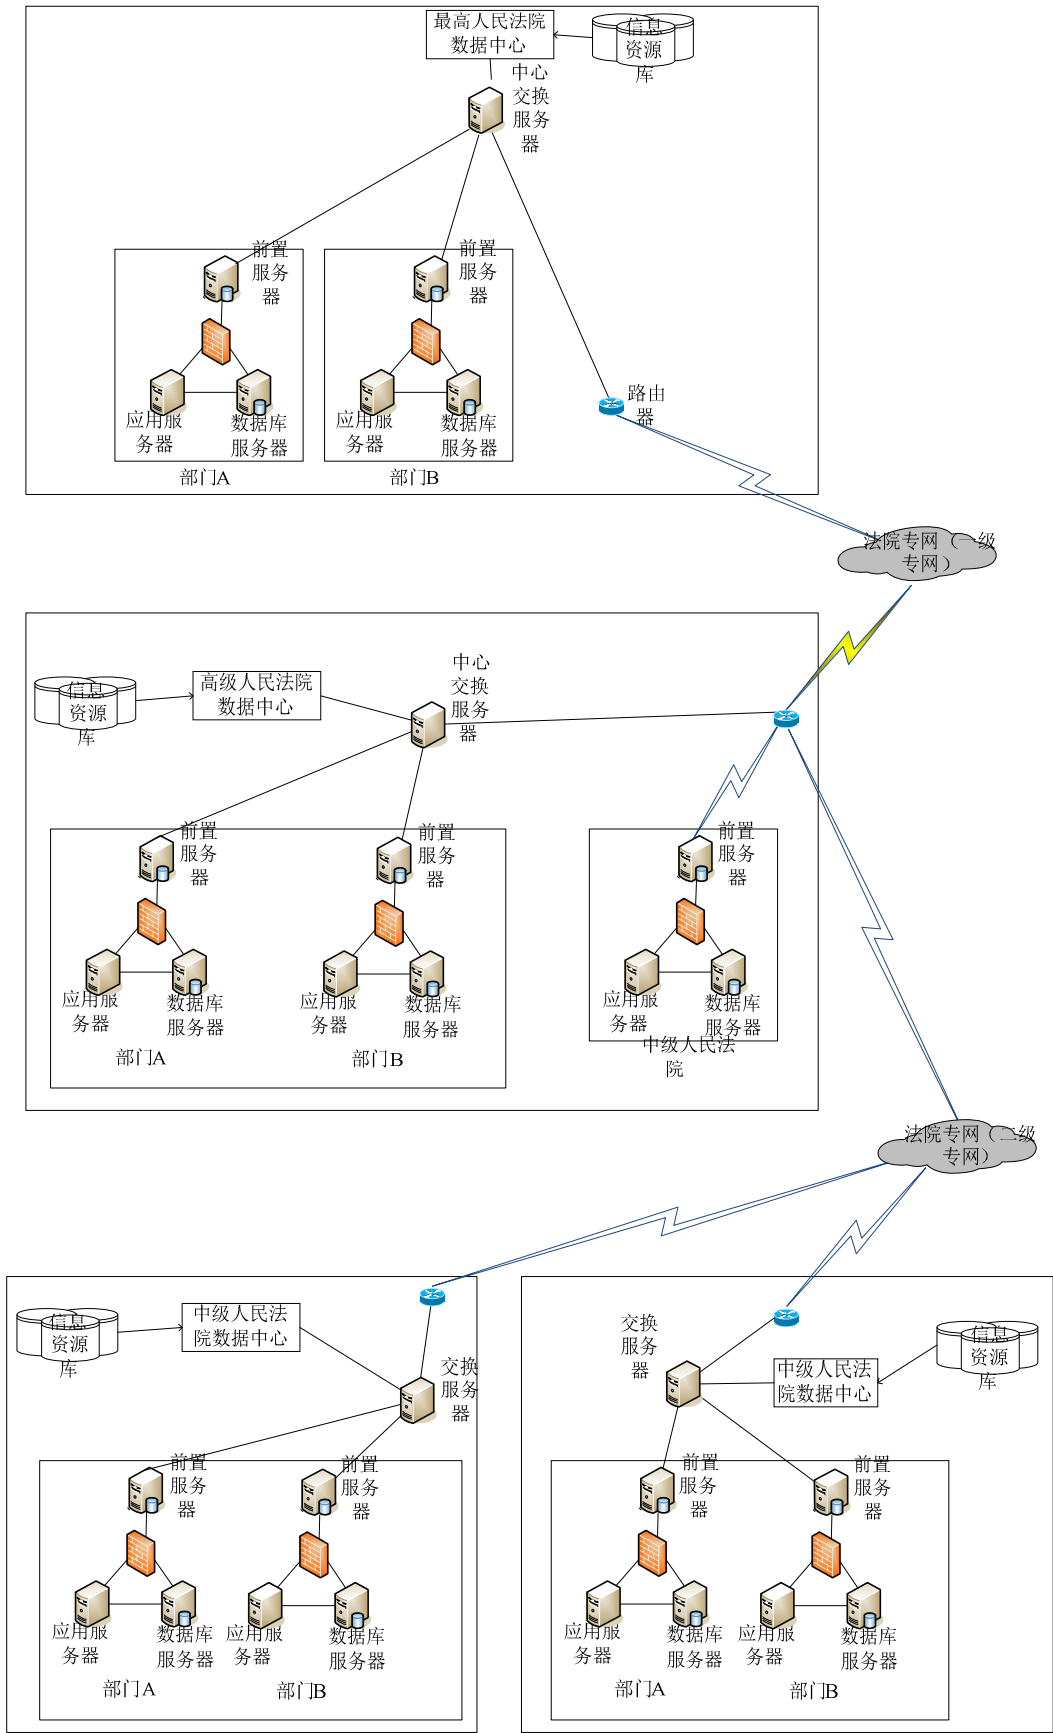 最高人民法院
数据中心
信息
资源
库
中心
交换
服务
器
前置
服务
器
前置
服务
器
应用服
务器
数据库
服务器
应用服
务器
数据库
服务器
部门A
部门B
路由
器
法院专网（一级
专网）
信息
资源
库
高级人民法院
数据中心
中心
交换
服务
器
前置
服务
器
前置
服务
器
前置
服务
器
应用服
务器
数据库
服务器
应用服
务器
数据库
服务器
应用服
务器
数据库
服务器
部门A
部门B
中级人民法
院
法院专网（二级
专网）
信息
资源
库
中级人民法
院数据中心
交换
服务
器
前置
服务
器
前置
服务
器
应用服
务器
数据库
服务器
应用服
务器
数据库
服务器
部门A
部门B
交换
服务
器
中级人民法
院数据中心
信息
资源
库
前置
服务
器
前置
服务
器
应用服
务器
数据库
服务器
应用服
务器
数据库
服务器
部门A
部门B